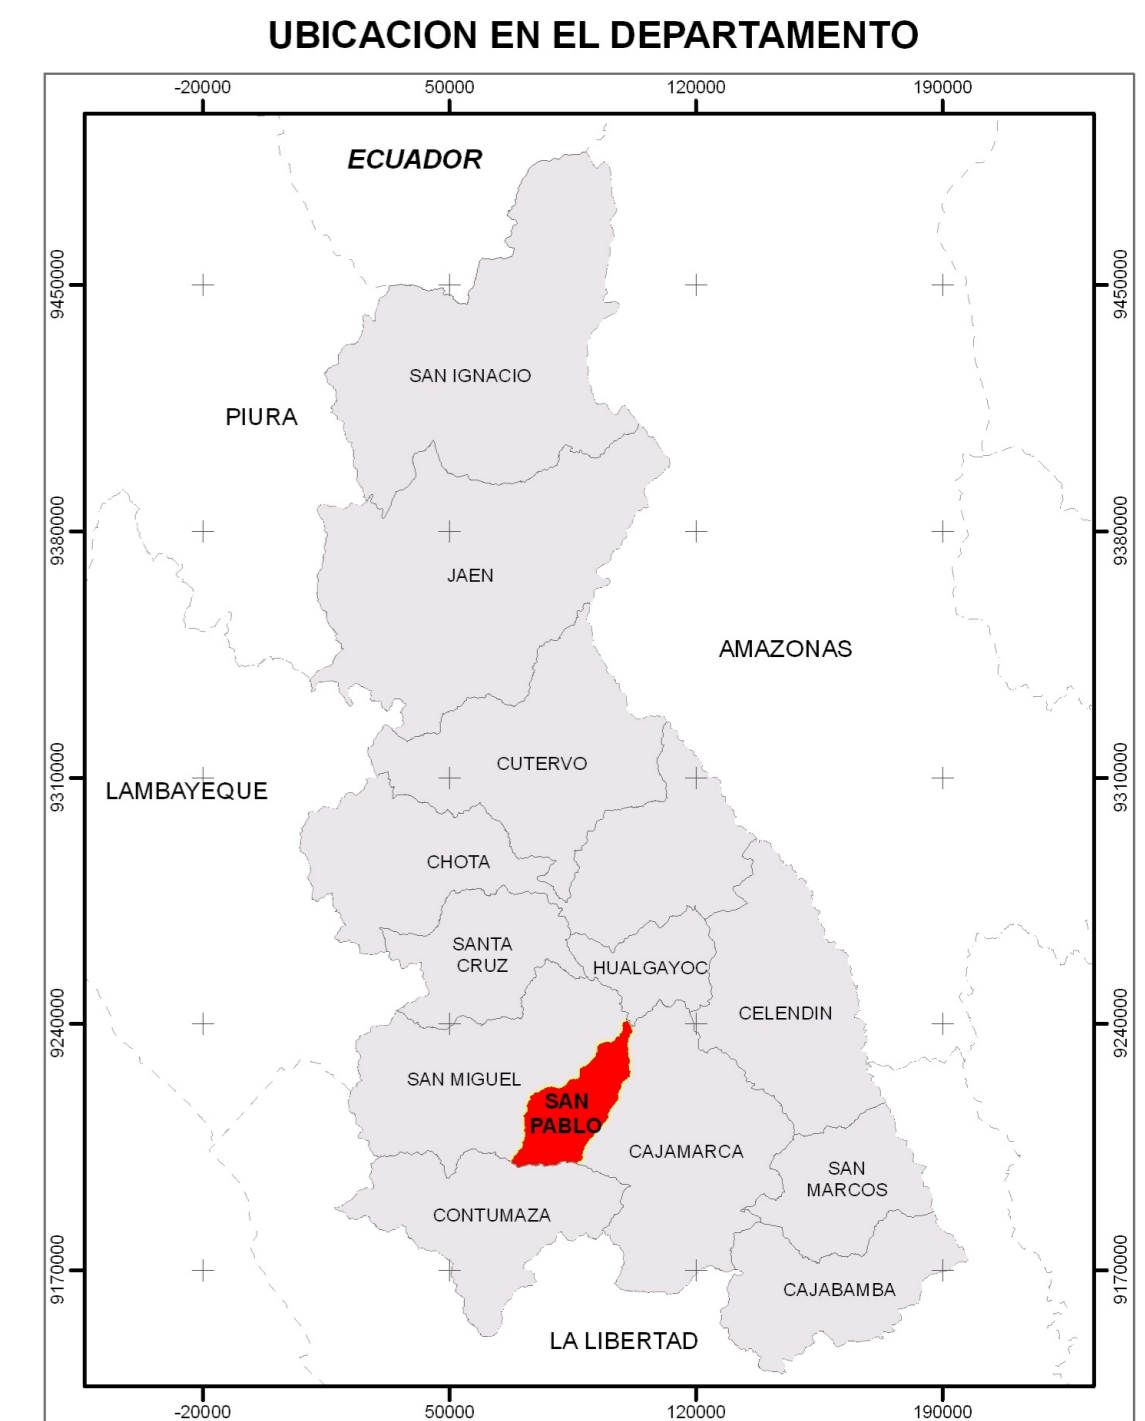 UBICACION EN EL DEPARTAMENTO
-20000 50000 120000 190000
ECUADOR
9450000 9450000
SAN IGNACIO
PIURA
9380000 9380000
JAEN
AMAZONAS
CUTERVO
9310000 9310000
LAMBAYEQUE
CHOTA
SANTA
CRUZ
HUALGAYOC
CELENDIN
9240000 9240000
SAN MIGUEL
SAN
PABLO
CAJAMARCA
SAN
MARCOS
CONTUMAZA
9170000 9170000
CAJABAMBA
LA LIBERTAD
-20000 50000 120000 190000